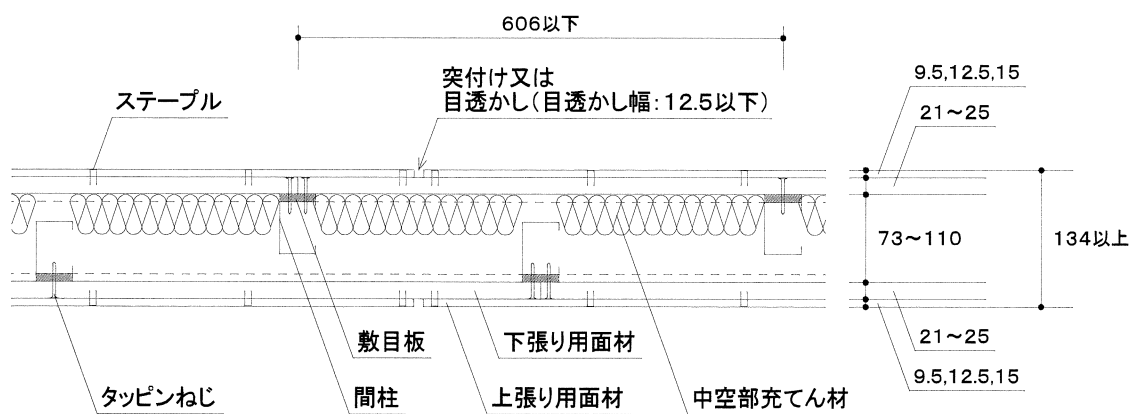 606以下
突付け又は
目透かし(目透かし幅:12.5以下)
ステープル
9.5,12.5,15
21～25
73～110
134以上
21～25
9.5,12.5,15
敷目板
下張り用面材
タッピンねじ
間柱
上張り用面材
中空部充てん材